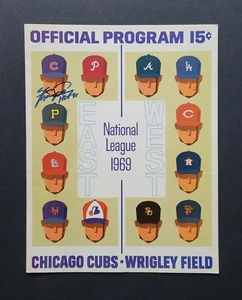 OFFICIAL PROGRAM 15¢
EAST
WEST
National
League
1969
CHICAGO CUBS • WRIGLEY FIELD